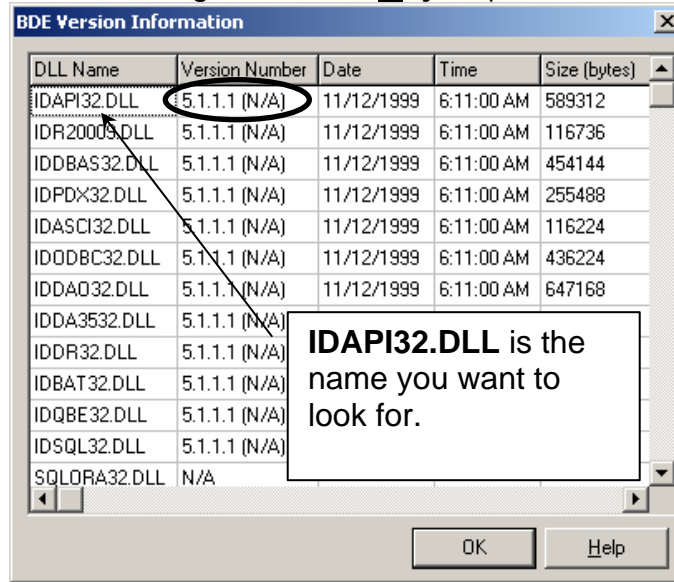 BDE Version Information
DLL Name Version Number Date Time Size (bytes)
IDAPI32.DLL 5.1.1.1 (N/A) 11/12/1999 6:11:00 AM 589312
IDR20009.DLL 5.1.1.1 (N/A) 11/12/1999 6:11:00 AM 116736
IDDBAS32.DLL 5.1.1.1 (N/A) 11/12/1999 6:11:00 AM 454144
IDPDX32.DLL 5.1.1.1 (N/A) 11/12/1999 6:11:00 AM 255488
IDASCI32.DLL 5.1.1.1 (N/A) 11/12/1999 6:11:00 AM 116224
IDODBC32.DLL 5.1.1.1 (N/A) 11/12/1999 6:11:00 AM 436224
IDDAO32.DLL 5.1.1.1 (N/A) 11/12/1999 6:11:00 AM 647168
IDDA3532.DLL 5.1.1.1 (N/A)
IDDR32.DLL 5.1.1.1 (N/A)
IDBAT32.DLL 5.1.1.1 (N/A)
IDQBE32.DLL 5.1.1.1 (N/A)
IDSQL32.DLL 5.1.1.1 (N/A)
SQLORA32.DLL N/A
IDAPI32.DLL is the
name you want to
look for.
OK Help